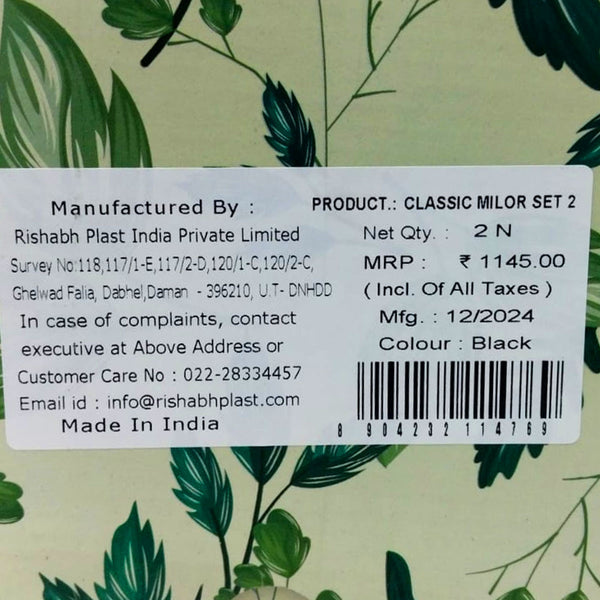 Manufactured By :
Rishabh Plast India Private Limited
Survey No:118,117/1-E,117/2-D,120/1-C,120/2-C,
Ghelwad Falia, Dabhel,Daman - 396210, U.T- DNHDD
In case of complaints, contact
executive at Above Address or
Customer Care No : 022-28334457
Email id : info@rishabhplast.com
Made In India
PRODUCT.: CLASSIC MILOR SET 2
Net Qty. : 2 N
MRP : ₹ 1145.00
( Incl. Of All Taxes )
Mfg. : 12/2024
Colour : Black
8 904232 114769